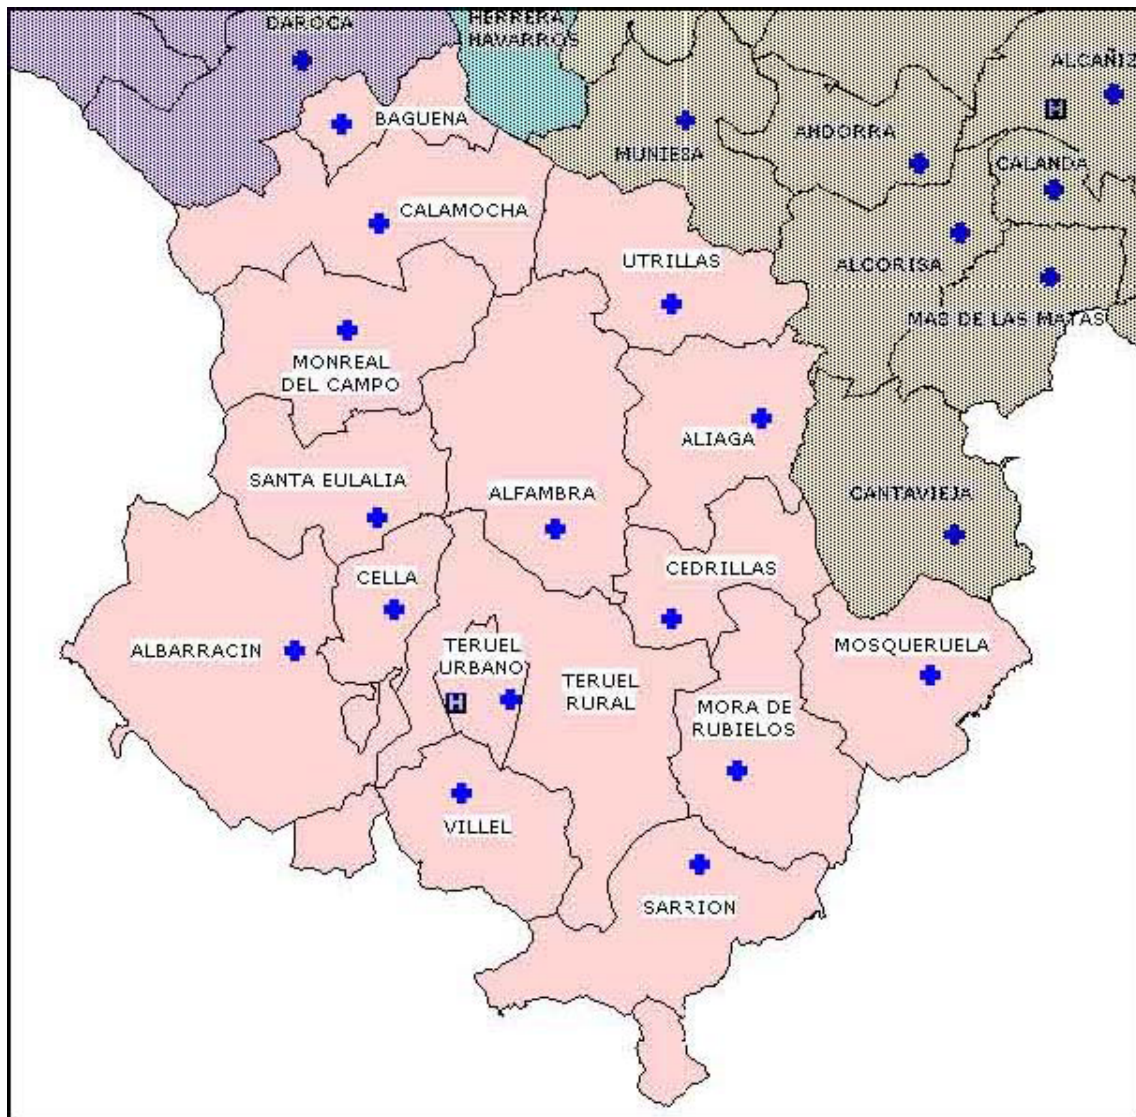 DAROCA
HERRERA
NAVARROS
ALCAÑIZ
H
BAGUENA
ANDORRA
MUNIESA
CALANDA
CALAMOCHA
UTRILLAS
ALCORISA
MAS DE LAS MATAS
MONREAL
DEL CAMPO
ALIAGA
SANTA EULALIA
ALFAMBRA
CANTAVIEJA
CEDRILLAS
CELLA
ALBARRACIN
TERUEL
URBANO
H
TERUEL
RURAL
MOSQUERUELA
MORA DE
RUBIELOS
VILLEL
SARRION